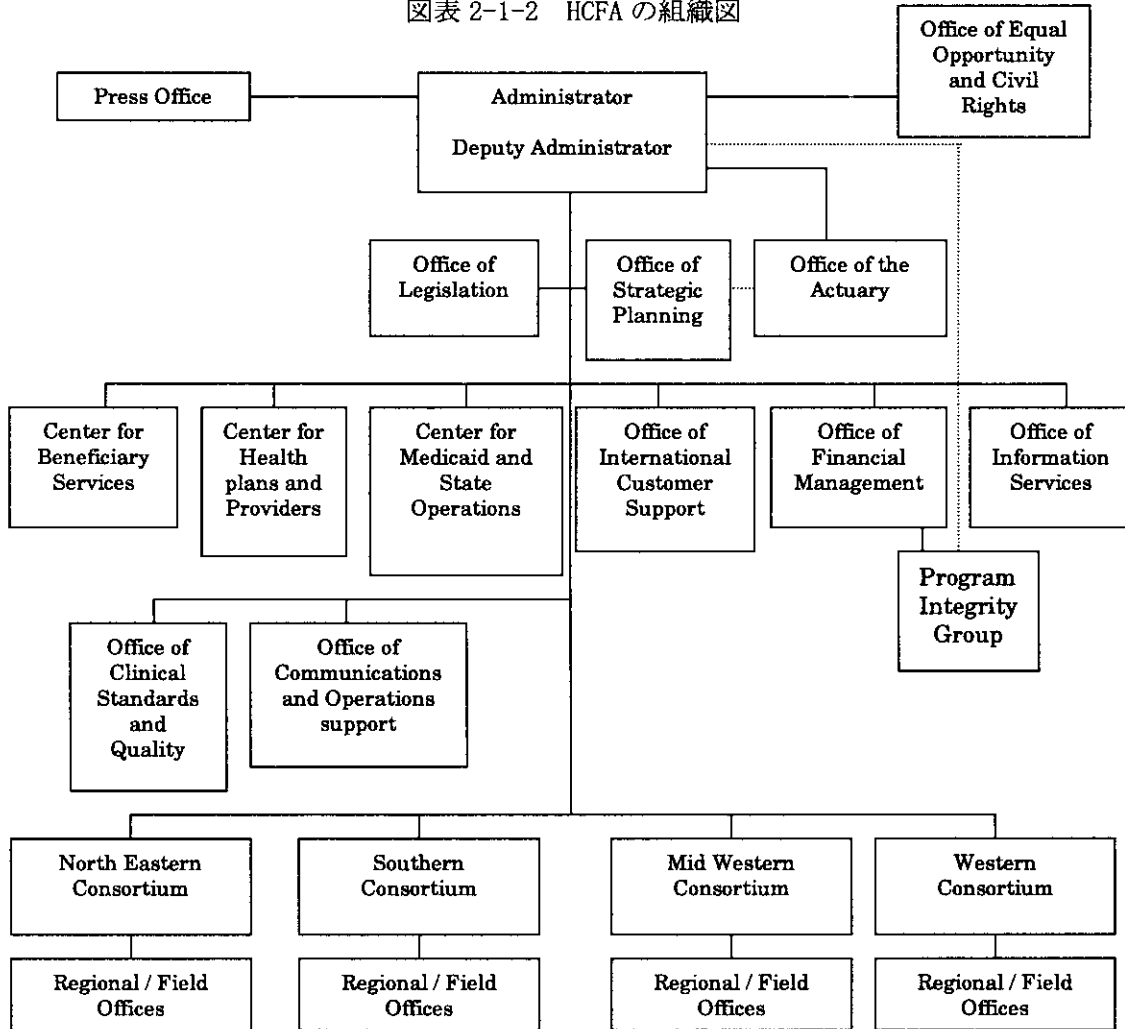 図表 2-1-2 HCFA の組織図
Office of Equal
Opportunity
and Civil
Rights
Press Office
Administrator
Deputy Administrator
Office of
Legislation
Office of
Strategic
Planning
Office of the
Actuary
Center for
Beneficiary
Services
Center for
Health
plans and
Providers
Center for
Medicaid and
State
Operations
Office of
International
Customer
Support
Office of
Financial
Management
Office of
Information
Services
Program
Integrity
Group
Office of
Clinical
Standards
and
Quality
Office of
Communications
and Operations
support
North Eastern
Consortium
Southern
Consortium
Mid Western
Consortium
Western
Consortium
Regional / Field
Offices
Regional / Field
Offices
Regional / Field
Offices
Regional / Field
Offices